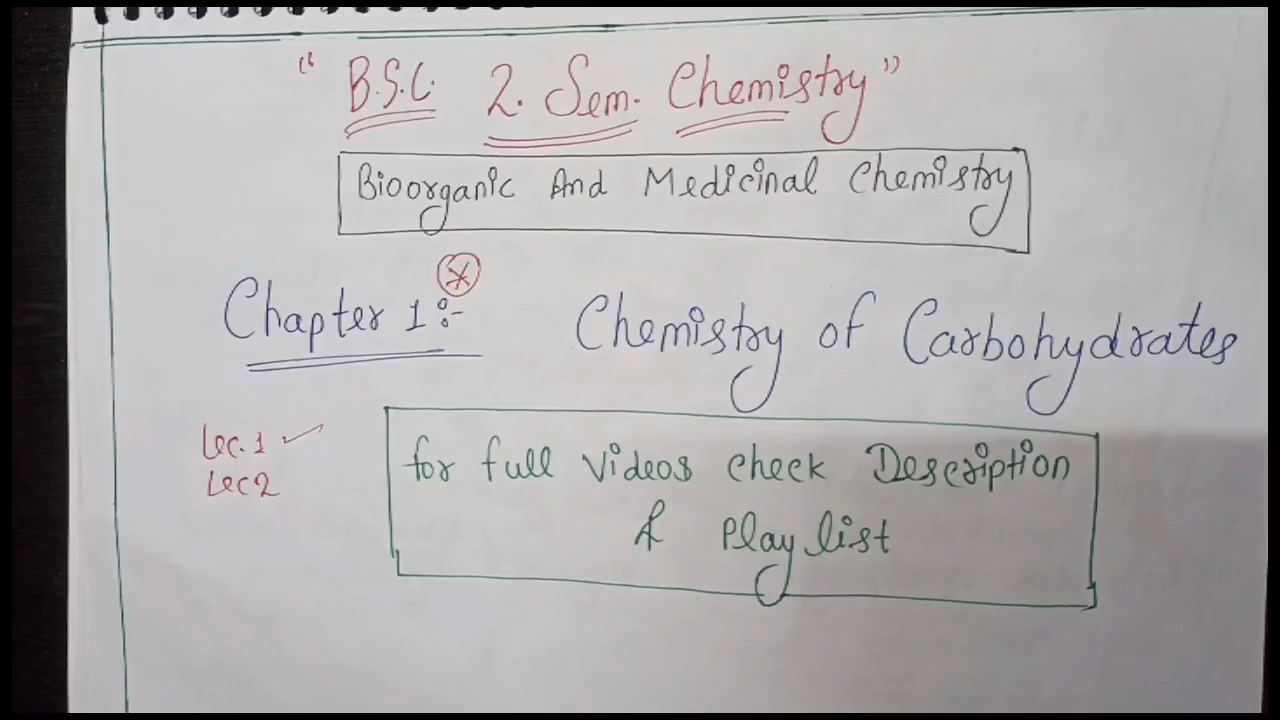 "B.S.C. 2. Sem. Chemistry"
Bioorganic And Medicinal Chemistry
Chapter 1:- Chemistry of Carbohydrates
Lec.1 ✓
Lec2
for full videos check Description
& Play list